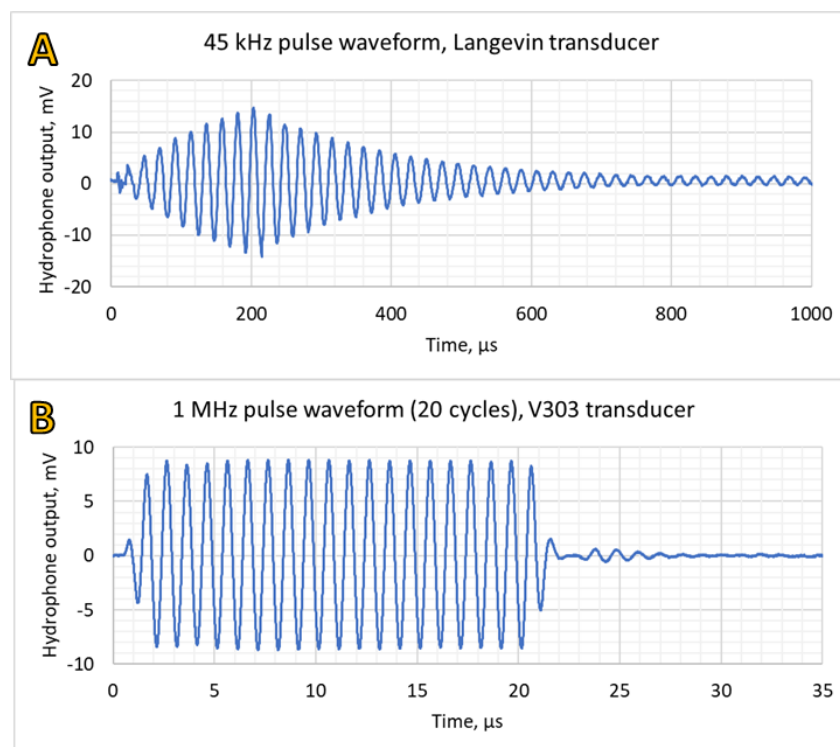 A
45 kHz pulse waveform, Langevin transducer
Hydrophone output, mV
20
10
0
-10
-20
0 200 400 600 800 1000
Time, µs
B
1 MHz pulse waveform (20 cycles), V303 transducer
Hydrophone output, mV
10
5
0
-5
-10
0 5 10 15 20 25 30 35
Time, µs